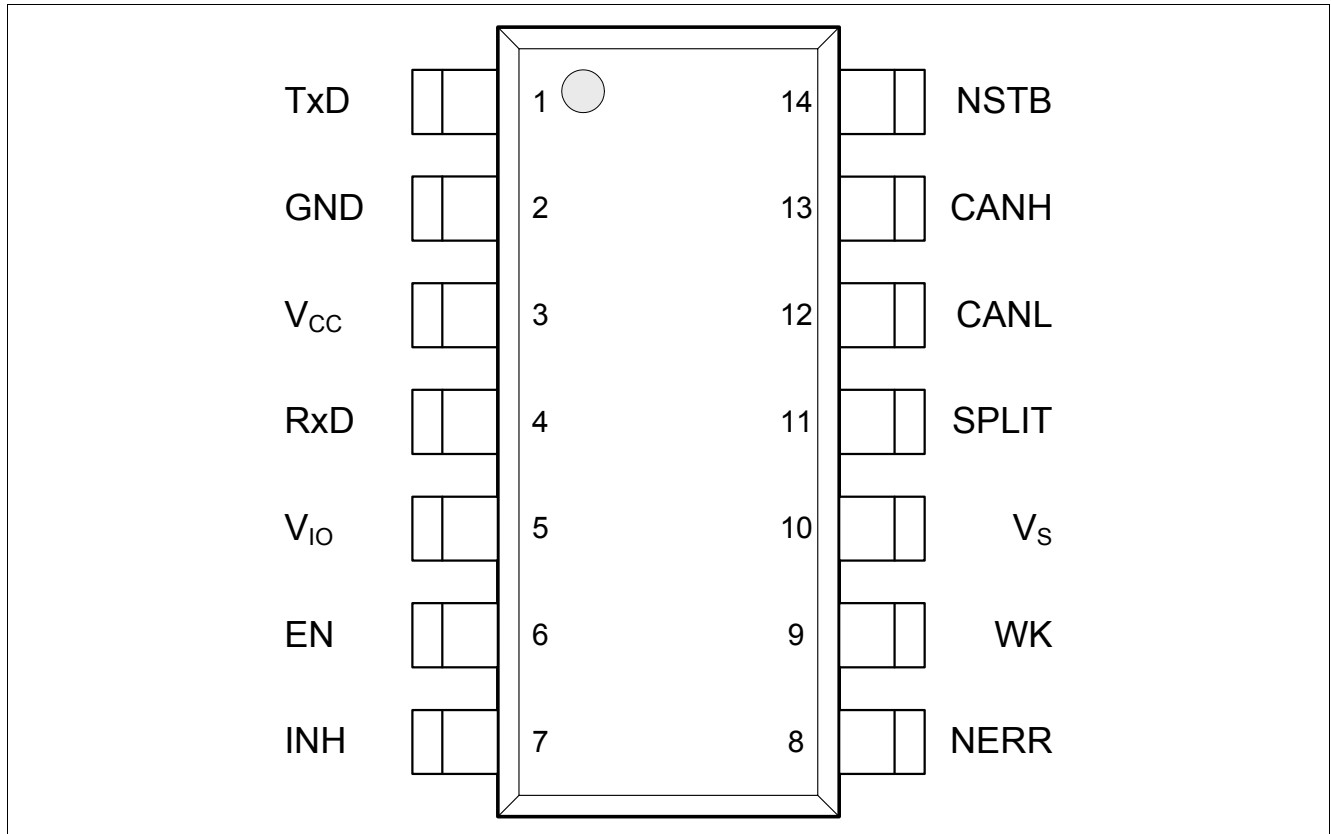 TxD 1 14 NSTB
GND 2 13 CANH
VCC 3 12 CANL
RxD 4 11 SPLIT
VIO 5 10 VS
EN 6 9 WK
INH 7 8 NERR